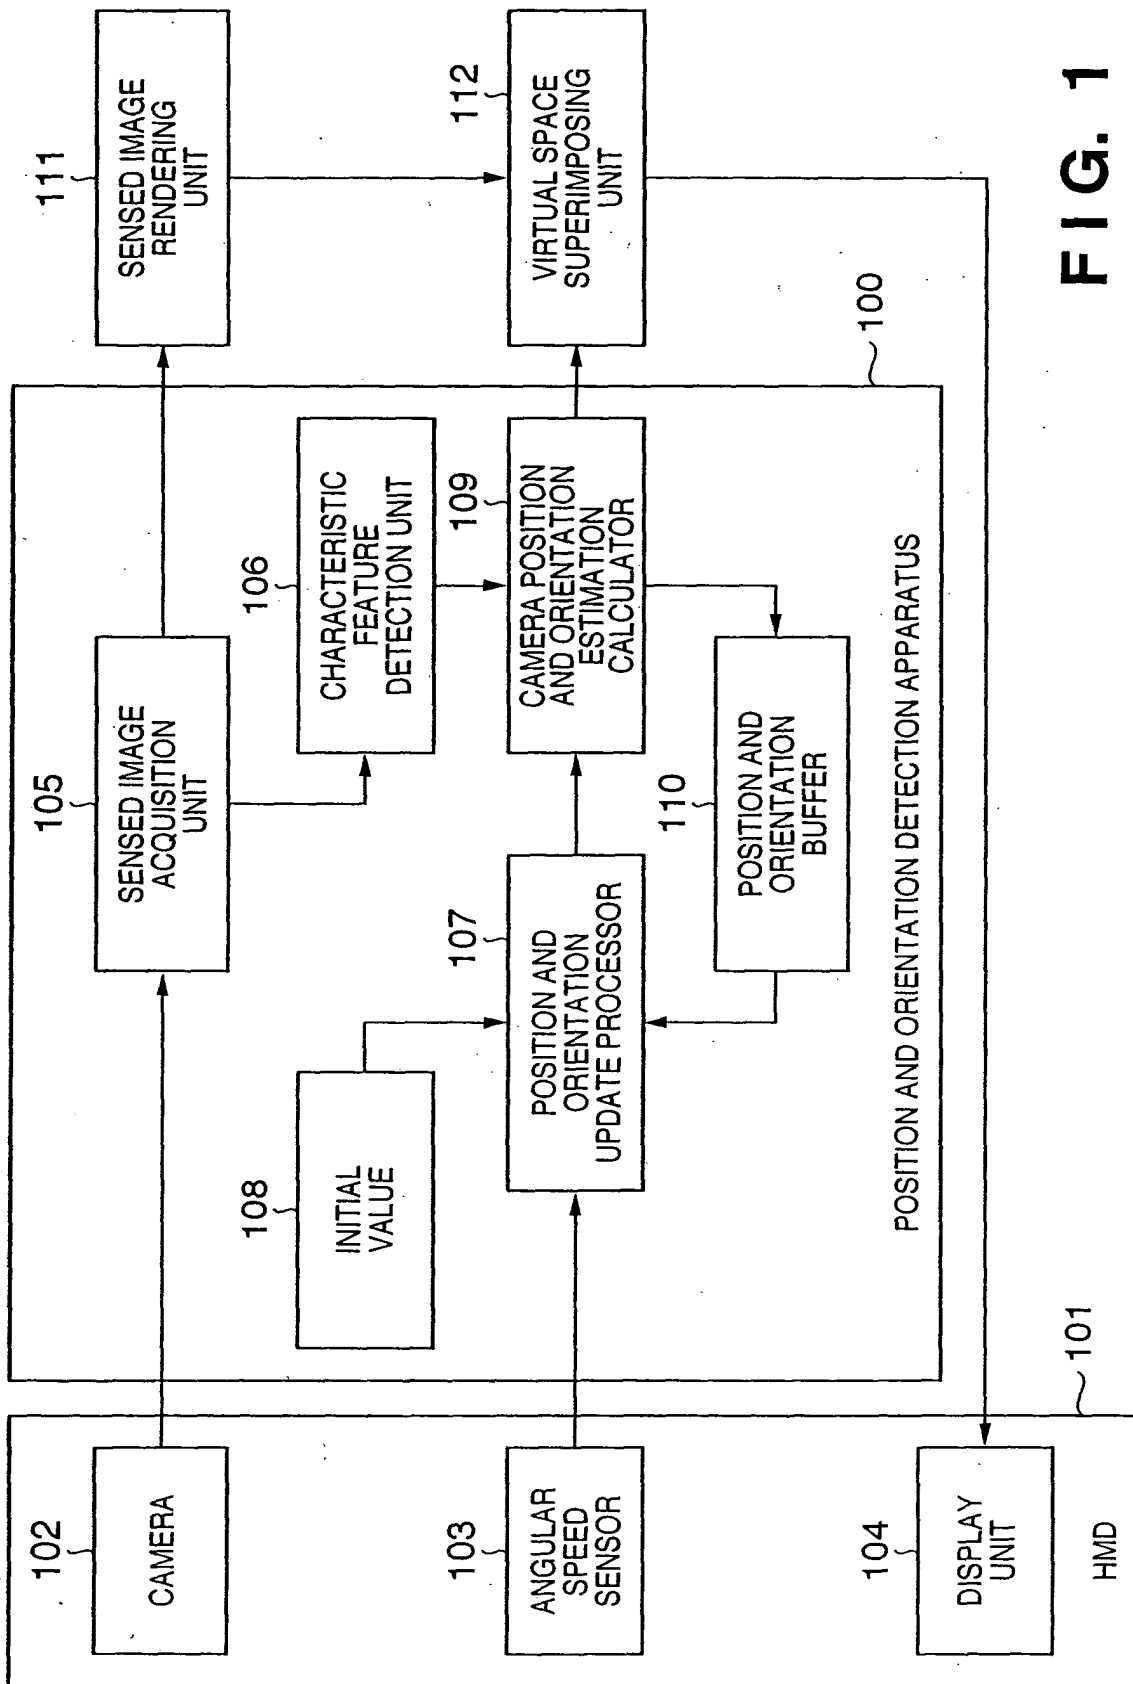 102
CAMERA
103
ANGULAR
SPEED
SENSOR
104
DISPLAY
UNIT
HMD
101
105
SENSED IMAGE
ACQUISITION
UNIT
111
SENSED IMAGE
RENDERING
UNIT
108
INITIAL
VALUE
106
CHARACTERISTIC
FEATURE
DETECTION UNIT
107
POSITION AND
ORIENTATION
UPDATE PROCESSOR
109
CAMERA POSITION
AND ORIENTATION
ESTIMATION
CALCULATOR
112
VIRTUAL SPACE
SUPERIMPOSING
UNIT
110
POSITION AND
ORIENTATION
BUFFER
POSITION AND ORIENTATION DETECTION APPARATUS
100
FIG. 1